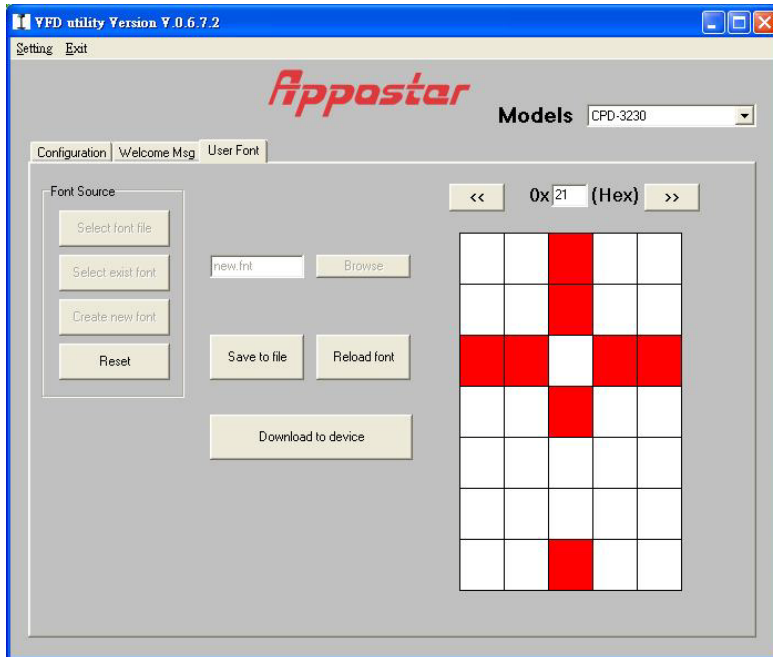 VFD utility Version V.0.6.7.2
Setting Exit
Appostar
Models CPD-3230
Configuration Welcome Msg User Font
Font Source
<< 0x 21 (Hex) >>
Select font file
Select exist font new.fnt Browse
Create new font
Reset Save to file Reload font
Download to device